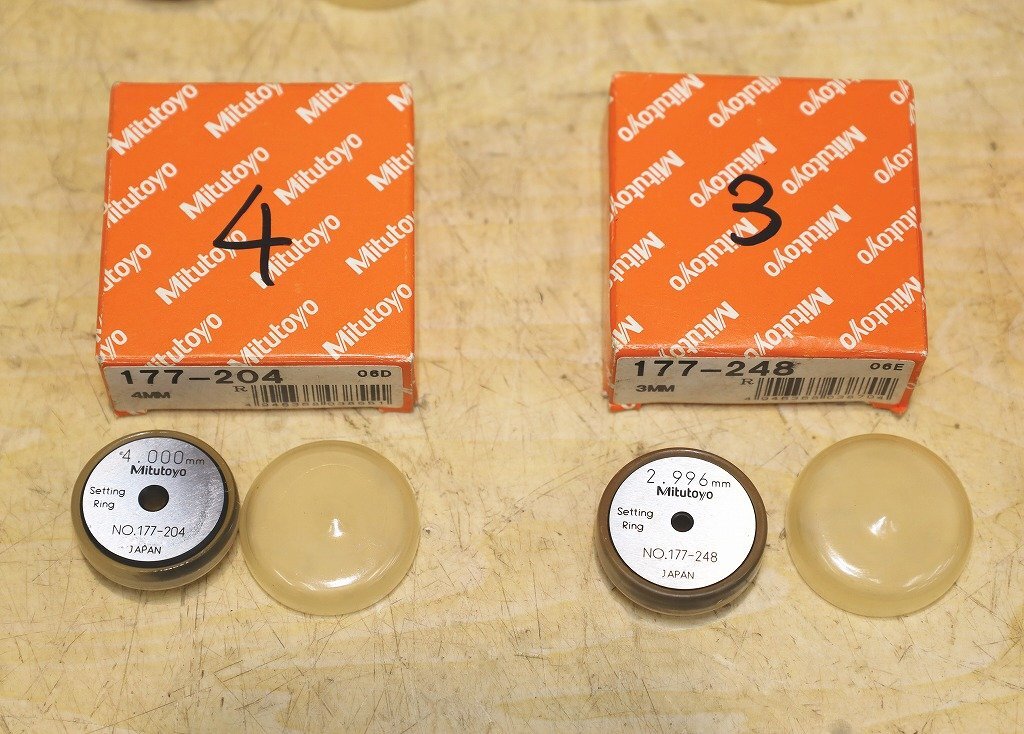 Mitutoyo
4
177-204
06D
R
4MM
ø4.000mm
Mitutoyo
Setting
Ring
NO.177-204
JAPAN
Mitutoyo
3
177-248
06E
R
3MM
2.996mm
Mitutoyo
Setting
Ring
NO.177-248
JAPAN